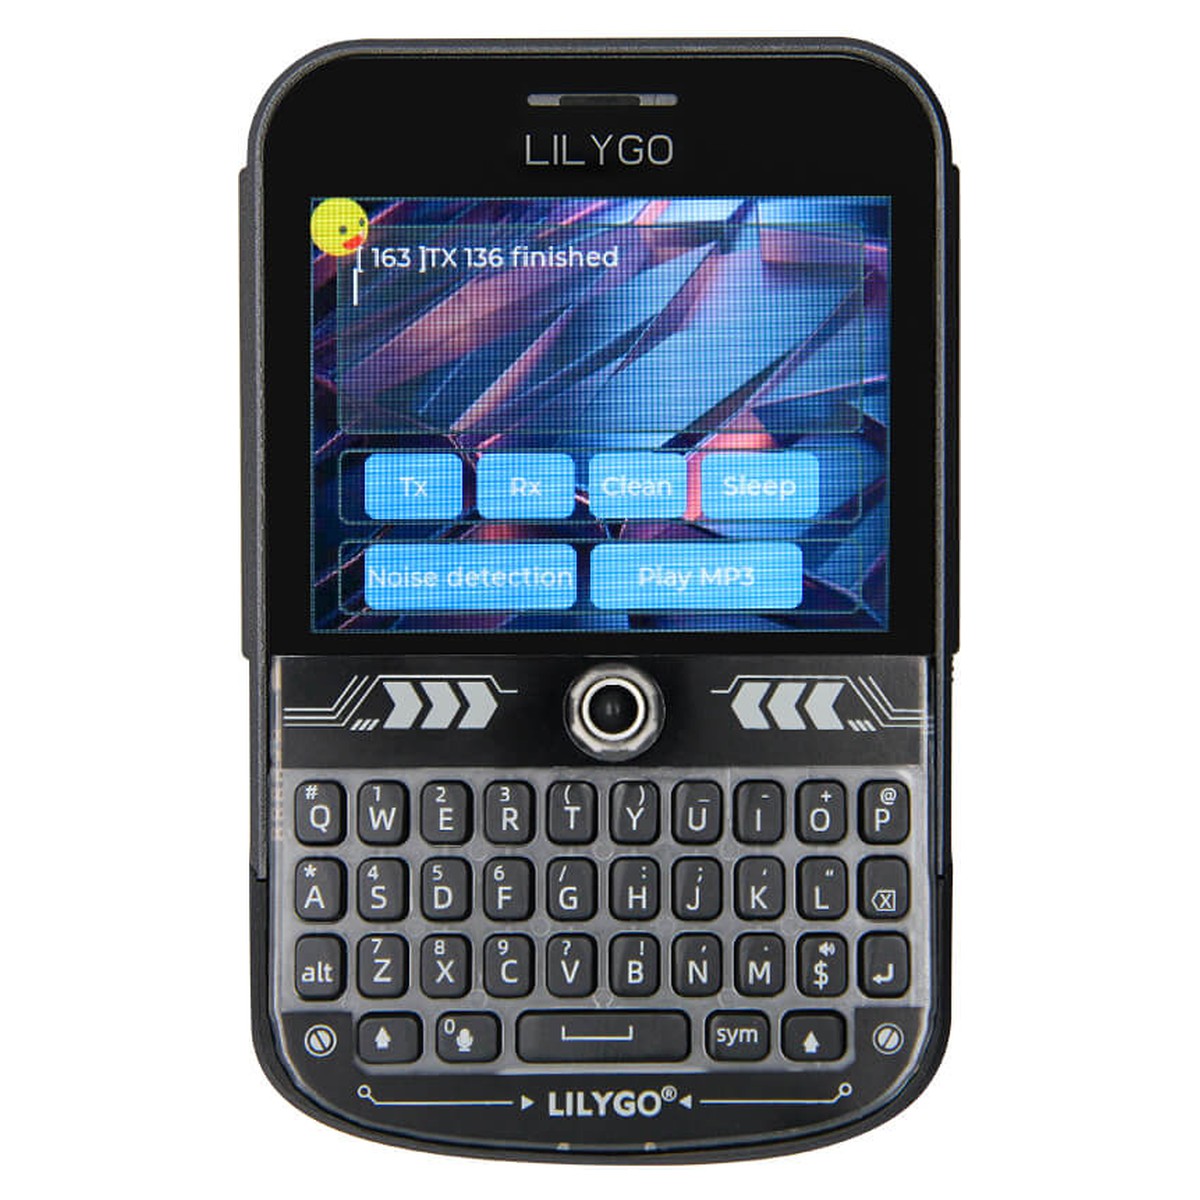 LILYGO
[ 163 ]TX 136 finished
Tx Rx Clean Sleep
Noise detection Play MP3
# 1 2 3 ( ) _ - + @
Q W E R T Y U I O P
* 4 5 6 / : ; ' "
A S D F G H J K L
7 8 9 ? ! , .
alt Z X C V B N M $
0 sym
LILYGO®